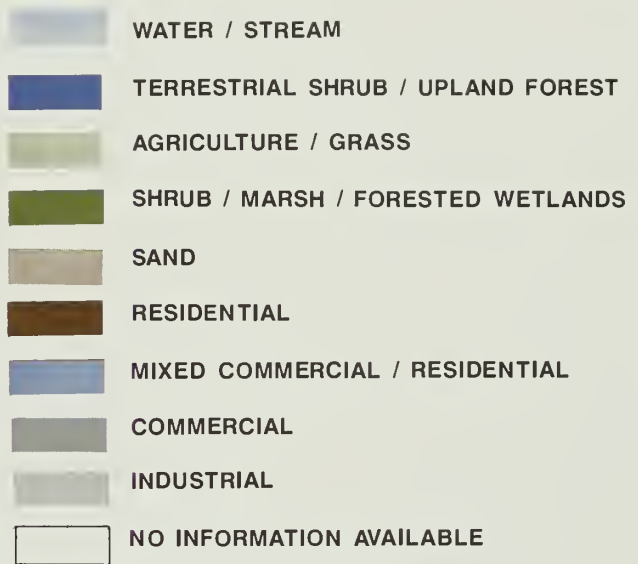 WATER / STREAM
TERRESTRIAL SHRUB / UPLAND FOREST
AGRICULTURE / GRASS
SHRUB / MARSH / FORESTED WETLANDS
SAND
RESIDENTIAL
MIXED COMMERCIAL / RESIDENTIAL
COMMERCIAL
INDUSTRIAL
NO INFORMATION AVAILABLE